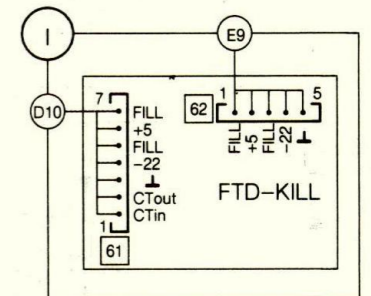 I
E9
D10
7
FILL
+5
FILL
-22
⊥
CTout
CTin
1
61
62
1
5
FILL
+5
FILL
-22
⊥
FTD-KILL